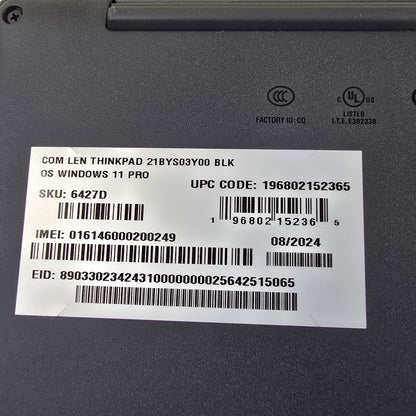 FACTORY ID: CQ
c UL US
LISTED
I.T.E.E302338
COM LEN THINKPAD 21BYS03Y00 BLK
OS WINDOWS 11 PRO
SKU: 6427D
UPC CODE: 196802152365
1 96802 15236 5
IMEI: 016146000200249
08/2024
EID: 89033023424310000000025642515065